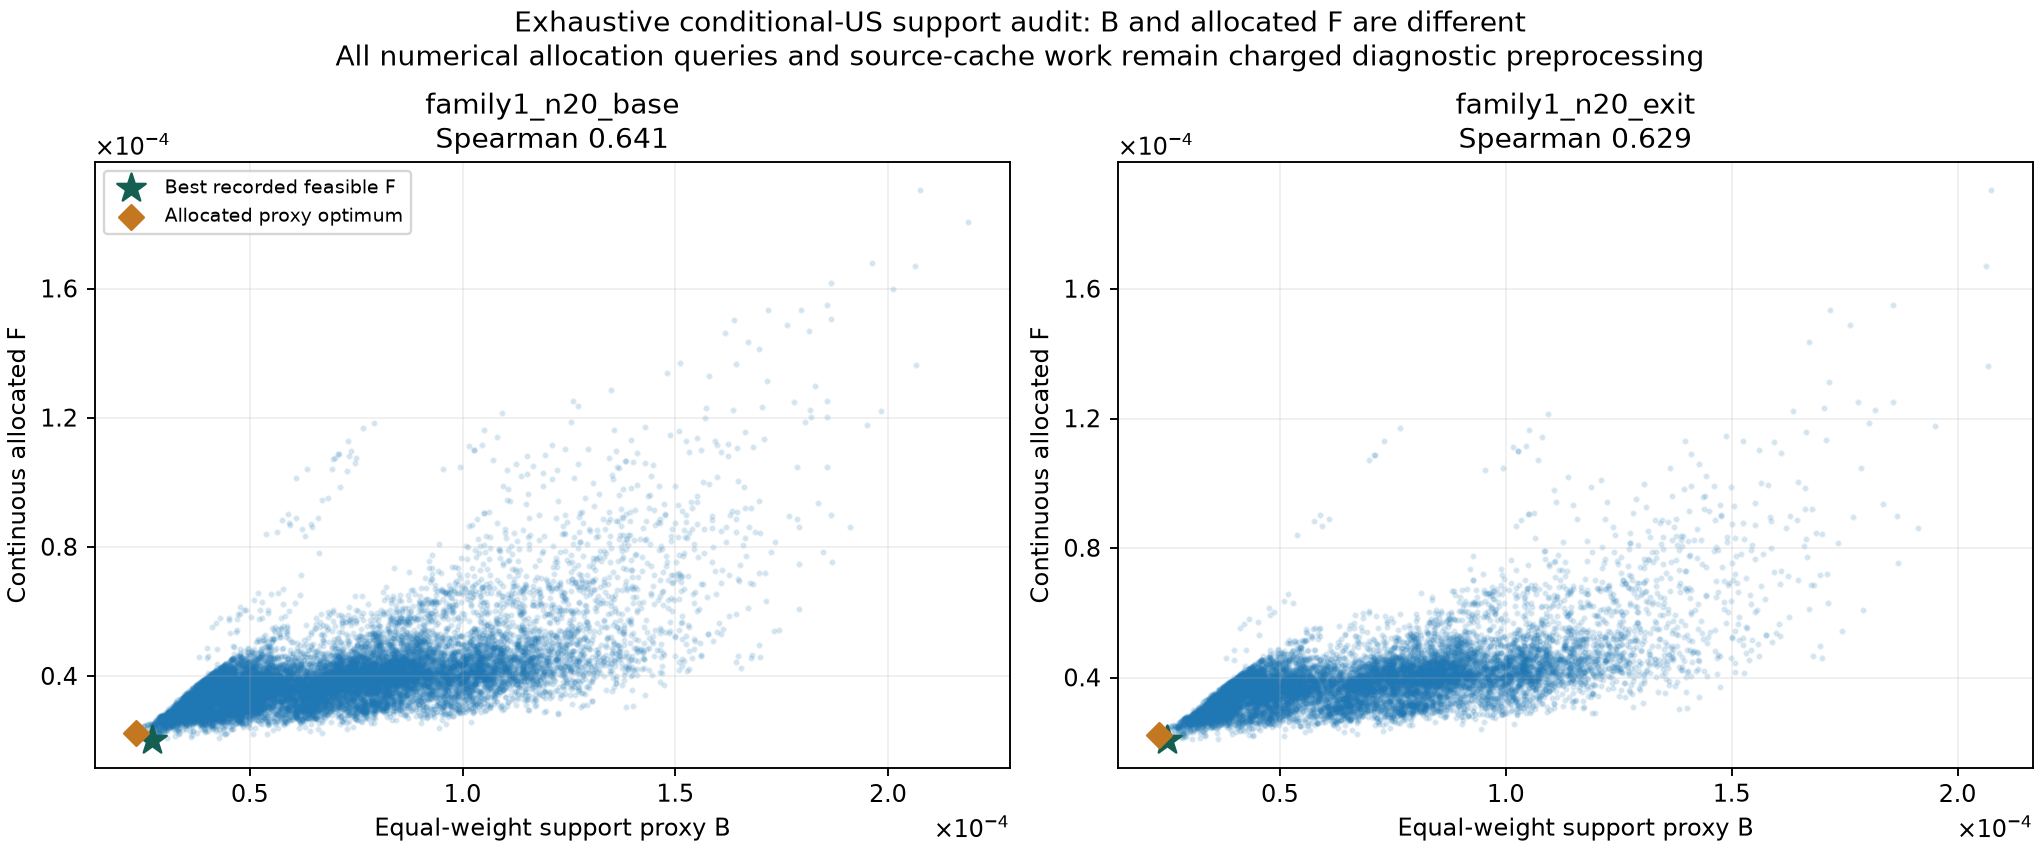 Exhaustive conditional-US support audit: B and allocated F are different
All numerical allocation queries and source-cache work remain charged diagnostic preprocessing
family1_n20_base
Spearman 0.641
×10⁻⁴
Best recorded feasible F
Allocated proxy optimum
1.6
1.2
0.8
0.4
Continuous allocated F
0.5
1.0
1.5
2.0
Equal-weight support proxy B
×10⁻⁴
family1_n20_exit
Spearman 0.629
×10⁻⁴
1.6
1.2
0.8
0.4
Continuous allocated F
0.5
1.0
1.5
2.0
Equal-weight support proxy B
×10⁻⁴